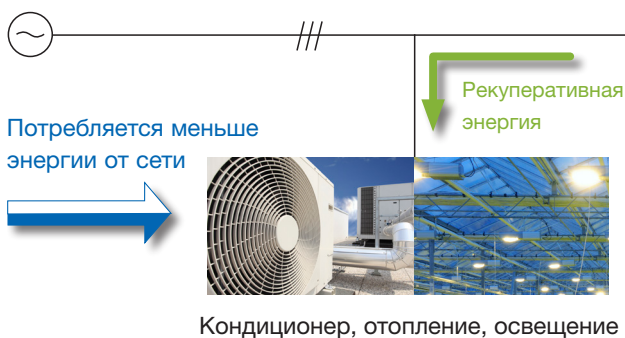 Рекуперативная
энергия
Потребляется меньше
энергии от сети
Кондиционер, отопление, освещение